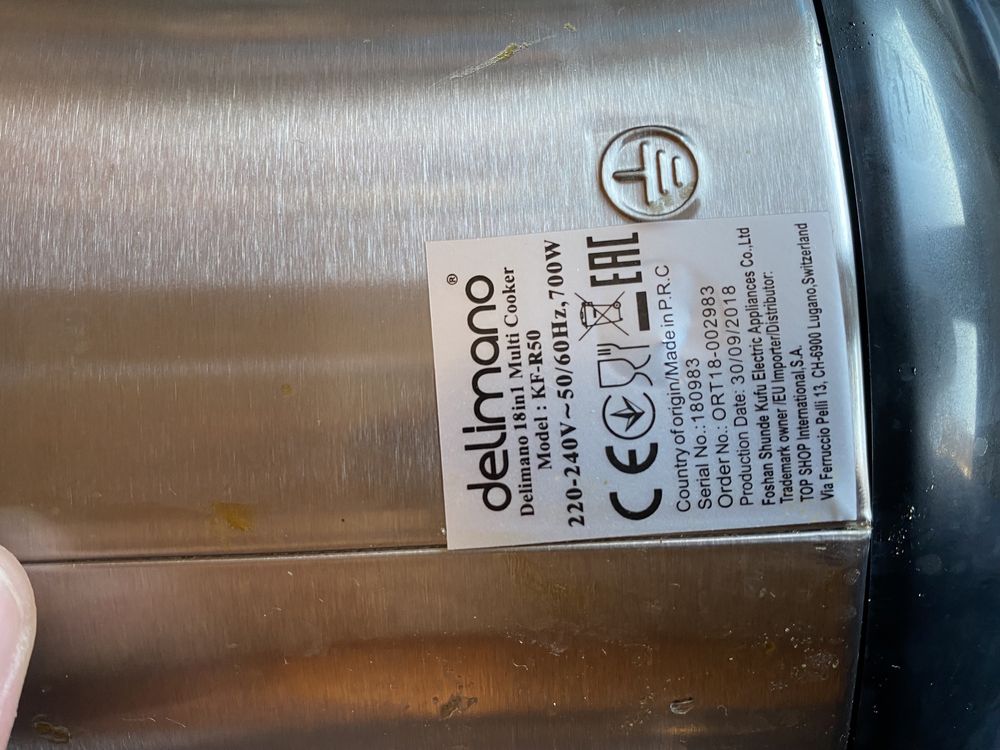 delimano®
Delimano 18in1 Multi Cooker
Model : KF-R50
220-240V~50/60Hz,700W
CE EAC
Country of origin/Made in P.R.C
Serial No.:180983
Order No.: ORT18-002983
Production Date: 30/09/2018
Foshan Shunde Kufu Electric Appliances Co.,Ltd
Trademark owner /EU Importer/Distributor:
TOP SHOP International,S.A.
Via Ferruccio Pelli 13, CH-6900 Lugano,Switzerland